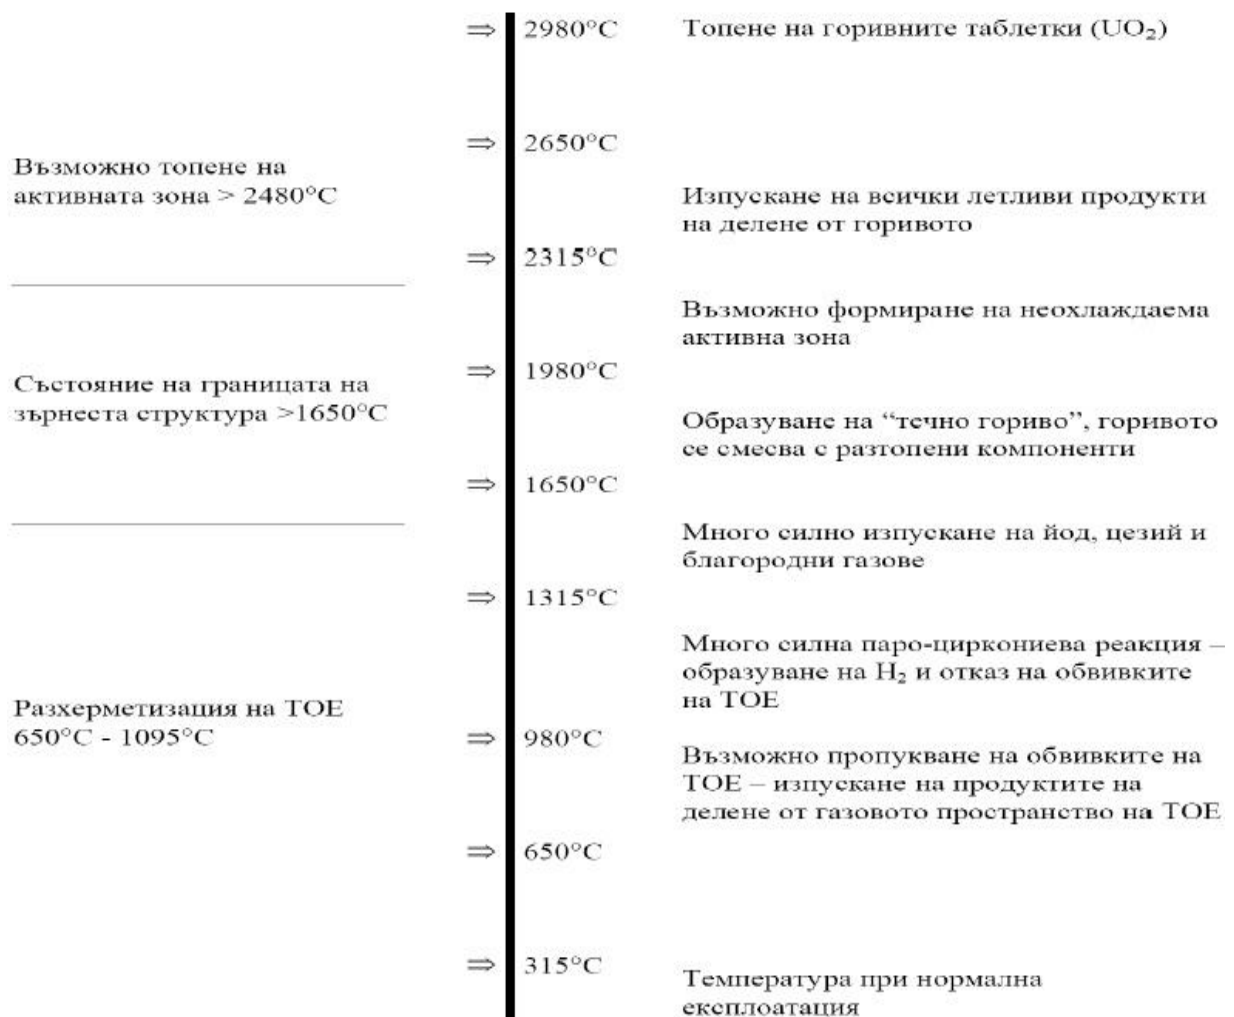 ⇒ 2980°C Топене на горивните таблетки (UO₂)
⇒ 2650°C
Възможно топене на
активната зона > 2480°C
Изпускане на всички летливи продукти
на делене от горивото
⇒ 2315°C
Възможно формиране на неохлаждаема
активна зона
⇒ 1980°C
Състояние на границата на
зърнеста структура >1650°C
Образуване на “течно гориво”, горивото
се смесва с разтопени компоненти
⇒ 1650°C
Много силно изпускане на йод, цезий и
благородни газове
⇒ 1315°C
Много силна паро-циркониева реакция –
образуване на H₂ и отказ на обвивките
на ТОЕ
Разхерметизация на ТОЕ
650°C - 1095°C
⇒ 980°C
Възможно пропукване на обвивките на
ТОЕ – изпускане на продуктите на
делене от газовото пространство на ТОЕ
⇒ 650°C
⇒ 315°C
Температура при нормална
експлоатация